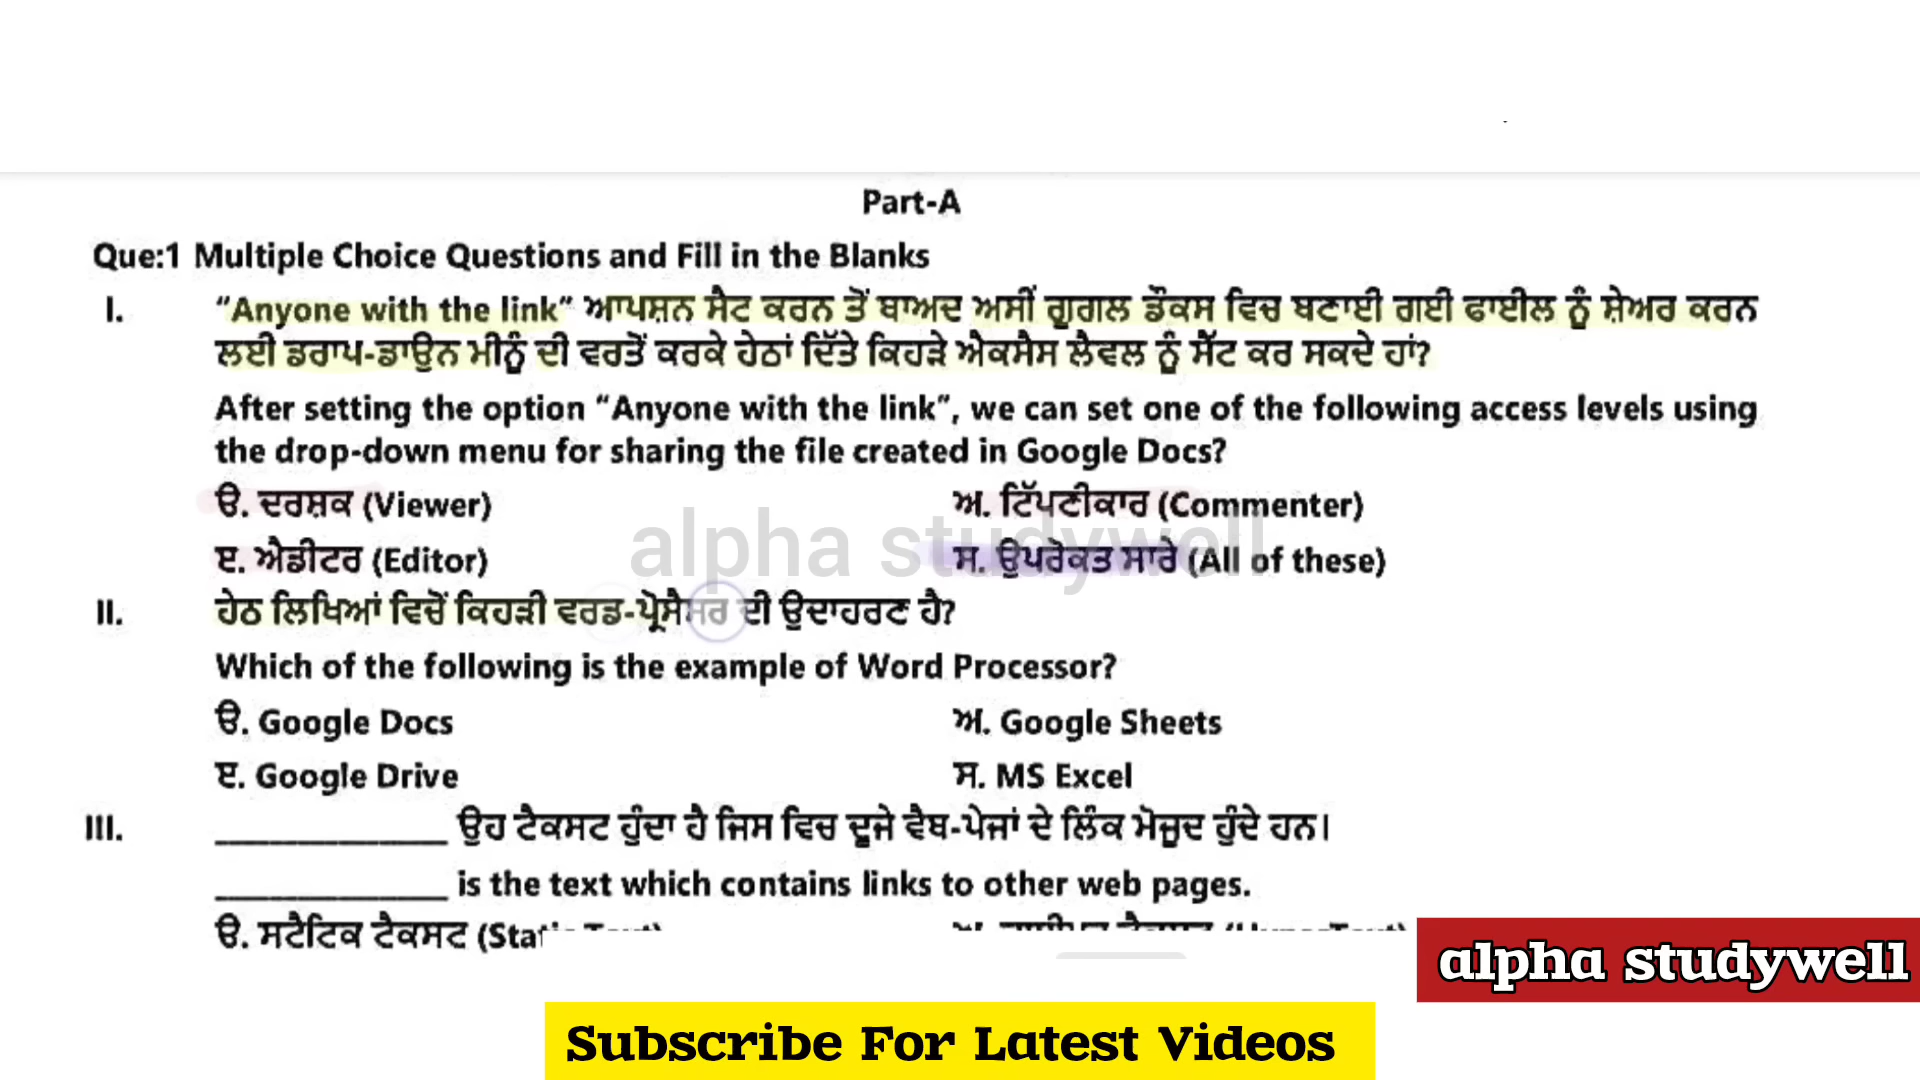 Part-A
Que:1 Multiple Choice Questions and Fill in the Blanks
I. “Anyone with the link” ਆਪਸ਼ਨ ਸੈਟ ਕਰਨ ਤੋਂ ਬਾਅਦ ਅਸੀਂ ਗੂਗਲ ਡੌਕਸ ਵਿਚ ਬਣਾਈ ਗਈ ਫਾਈਲ ਨੂੰ ਸ਼ੇਅਰ ਕਰਨ
ਲਈ ਡਰਾਪ-ਡਾਊਨ ਮੀਨੂੰ ਦੀ ਵਰਤੋਂ ਕਰਕੇ ਹੇਠਾਂ ਦਿੱਤੇ ਕਿਹੜੇ ਐਕਸੈਸ ਲੈਵਲ ਨੂੰ ਸੈੱਟ ਕਰ ਸਕਦੇ ਹਾਂ?
After setting the option “Anyone with the link”, we can set one of the following access levels using
the drop-down menu for sharing the file created in Google Docs?
ੳ. ਦਰਸ਼ਕ (Viewer) ਅ. ਟਿੱਪਣੀਕਾਰ (Commenter)
alpha studywell
ੲ. ਐਡੀਟਰ (Editor) ਸ. ਉਪਰੋਕਤ ਸਾਰੇ (All of these)
II. ਹੇਠ ਲਿਖਿਆਂ ਵਿਚੋਂ ਕਿਹੜੀ ਵਰਡ-ਪ੍ਰੋਸੈਸਰ ਦੀ ਉਦਾਹਰਣ ਹੈ?
Which of the following is the example of Word Processor?
ੳ. Google Docs ਅ. Google Sheets
ੲ. Google Drive ਸ. MS Excel
III. ______________ ਉਹ ਟੈਕਸਟ ਹੁੰਦਾ ਹੈ ਜਿਸ ਵਿਚ ਦੂਜੇ ਵੈਬ-ਪੇਜਾਂ ਦੇ ਲਿੰਕ ਮੋਜੂਦ ਹੁੰਦੇ ਹਨ।
______________ is the text which contains links to other web pages.
ੳ. ਸਟੈਟਿਕ ਟੈਕਸਟ
alpha studywell
Subscribe For Latest Videos